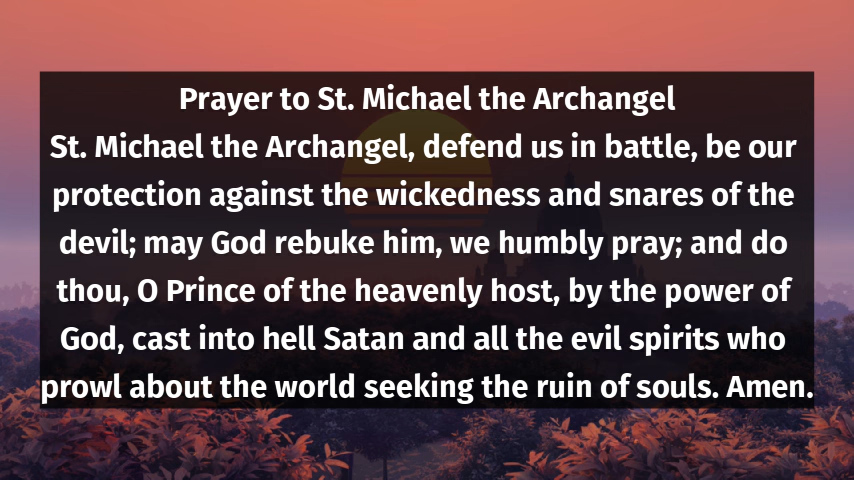 Prayer to St. Michael the Archangel
St. Michael the Archangel, defend us in battle, be our
protection against the wickedness and snares of the
devil; may God rebuke him, we humbly pray; and do
thou, O Prince of the heavenly host, by the power of
God, cast into hell Satan and all the evil spirits who
prowl about the world seeking the ruin of souls. Amen.